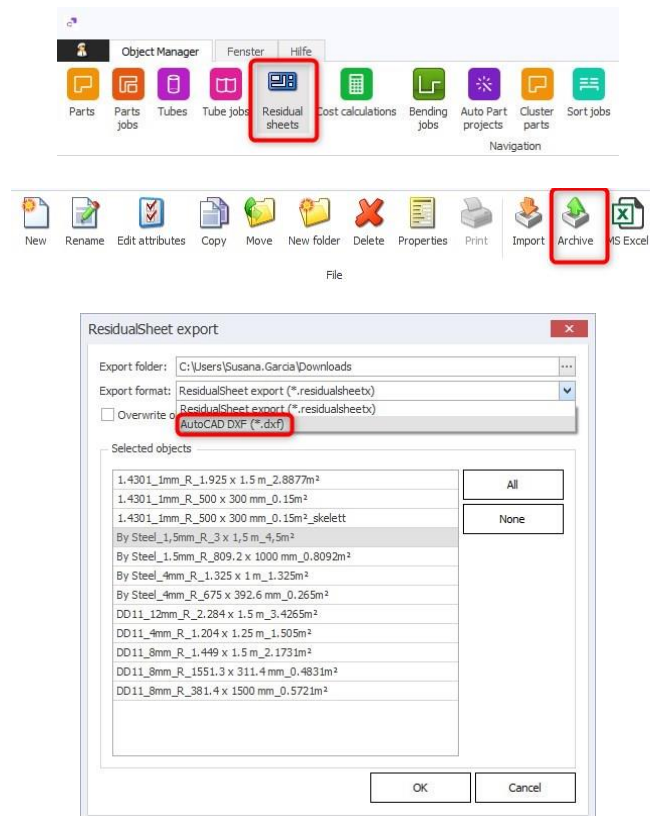 Object Manager Fenster Hilfe
Parts Parts jobs Tubes Tube jobs Residual sheets Cost calculations Bending jobs Auto Part projects Cluster parts Sort jobs
Navigation
New Rename Edit attributes Copy Move New folder Delete Properties Print Import Archive MS Excel
File
ResidualSheet export
Export folder: C:\Users\Susana.Garcia\Downloads
Export format: ResidualSheet export (*.residualsheetx)
ResidualSheet export (*.residualsheetx)
Overwrite o
AutoCAD DXF (*.dxf)
Selected objects
1.4301_1mm_R_1.925 x 1.5 m_2.8877m²
1.4301_1mm_R_500 x 300 mm_0.15m²
1.4301_1mm_R_500 x 300 mm_0.15m²_skelett
By Steel_1,5mm_R_3 x 1,5 m_4,5m²
By Steel_1.5mm_R_809.2 x 1000 mm_0.8092m²
By Steel_4mm_R_1.325 x 1 m_1.325m²
By Steel_4mm_R_675 x 392.6 mm_0.265m²
DD11_12mm_R_2.284 x 1.5 m_3.4265m²
DD11_4mm_R_1.204 x 1.25 m_1.505m²
DD11_8mm_R_1.449 x 1.5 m_2.1731m²
DD11_8mm_R_1551.3 x 311.4 mm_0.4831m²
DD11_8mm_R_381.4 x 1500 mm_0.5721m²
All
None
OK Cancel